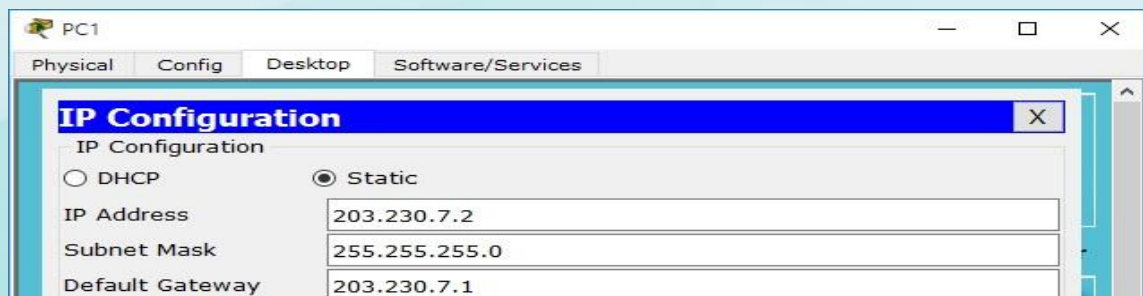 PC1
Physical Config Desktop Software/Services
IP Configuration X
IP Configuration
DHCP Static
IP Address 203.230.7.2
Subnet Mask 255.255.255.0
Default Gateway 203.230.7.1